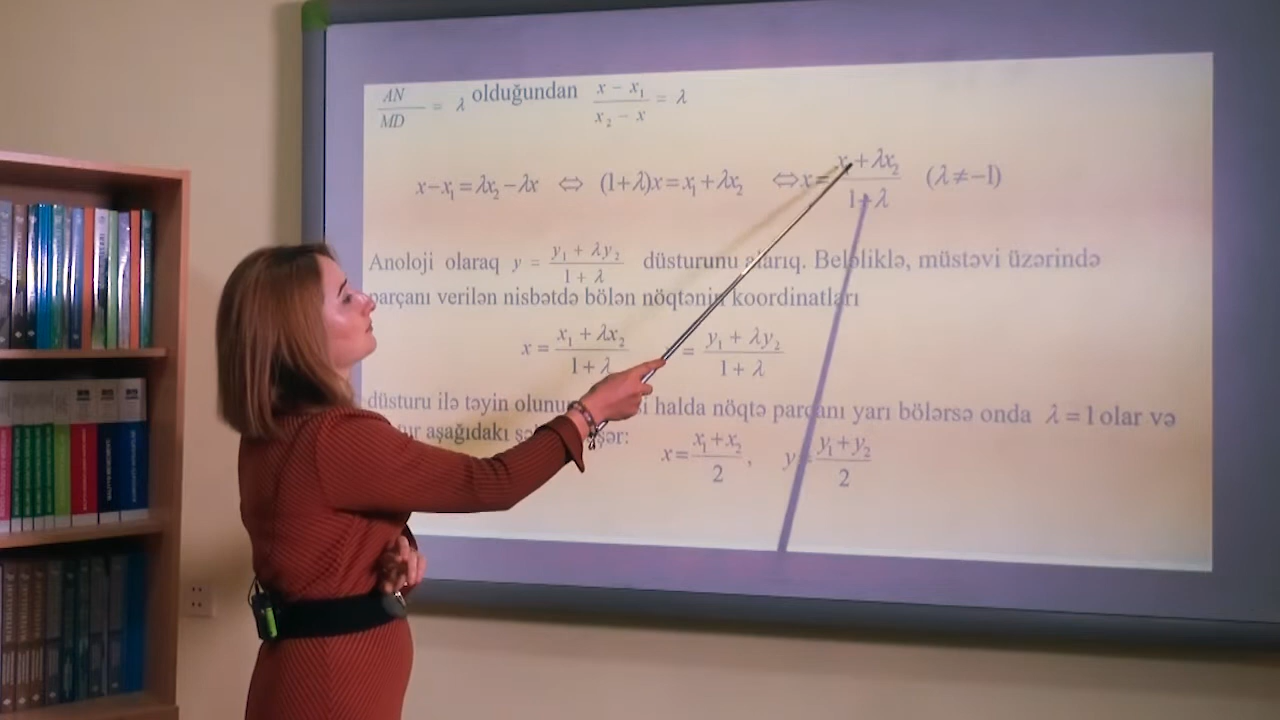 AN/MD = λ olduğundan (x − x₁)/(x₂ − x) = λ
x−x₁=λx₂−λx ⇔ (1+λ)x=x₁+λx₂ ⇔x=(x₁+λx₂)/(1+λ) (λ≠−1)
Anoloji olaraq y = (y₁ + λy₂)/(1 + λ) düsturunu alarıq. Beləliklə, müstəvi üzərində
parçanı verilən nisbətdə bölən nöqtənin koordinatları
x = (x₁ + λx₂)/(1 + λ) = (y₁ + λy₂)/(1 + λ)
düsturu ilə təyin olunur halda nöqtə parçanı yarı bölərsə onda λ = 1 olar və
aşağıdakı
x=(x₁+x₂)/2, y=(y₁+y₂)/2